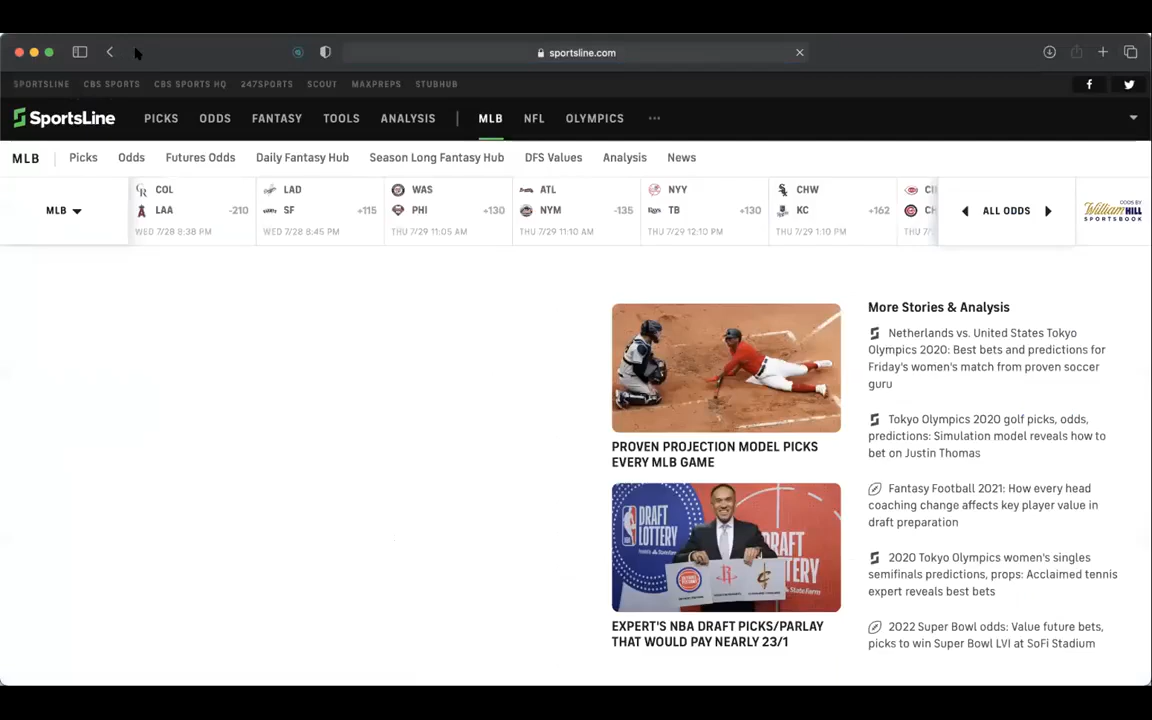 sportsline.com
SPORTSLINE CBS SPORTS CBS SPORTS HQ 247SPORTS SCOUT MAXPREPS STUBHUB
SportsLine PICKS ODDS FANTASY TOOLS ANALYSIS | MLB NFL OLYMPICS ...
MLB Picks Odds Futures Odds Daily Fantasy Hub Season Long Fantasy Hub DFS Values Analysis News
MLB
COL
LAA -210
WED 7/28 8:38 PM
LAD
SF +115
WED 7/28 8:45 PM
WAS
PHI +130
THU 7/29 11:05 AM
ATL
NYM -135
THU 7/29 11:10 AM
NYY
TB +130
THU 7/29 12:10 PM
CHW
KC +162
THU 7/29 1:10 PM
THU 7/
ALL ODDS
ODDS BY
William HILL
SPORTSBOOK
PROVEN PROJECTION MODEL PICKS
EVERY MLB GAME
DRAFT
LOTTERY
DRAFT
LOTTERY
State Farm
EXPERT'S NBA DRAFT PICKS/PARLAY
THAT WOULD PAY NEARLY 23/1
More Stories & Analysis
Netherlands vs. United States Tokyo
Olympics 2020: Best bets and predictions for
Friday's women's match from proven soccer
guru
Tokyo Olympics 2020 golf picks, odds,
predictions: Simulation model reveals how to
bet on Justin Thomas
Fantasy Football 2021: How every head
coaching change affects key player value in
draft preparation
2020 Tokyo Olympics women's singles
semifinals predictions, props: Acclaimed tennis
expert reveals best bets
2022 Super Bowl odds: Value future bets,
picks to win Super Bowl LVI at SoFi Stadium